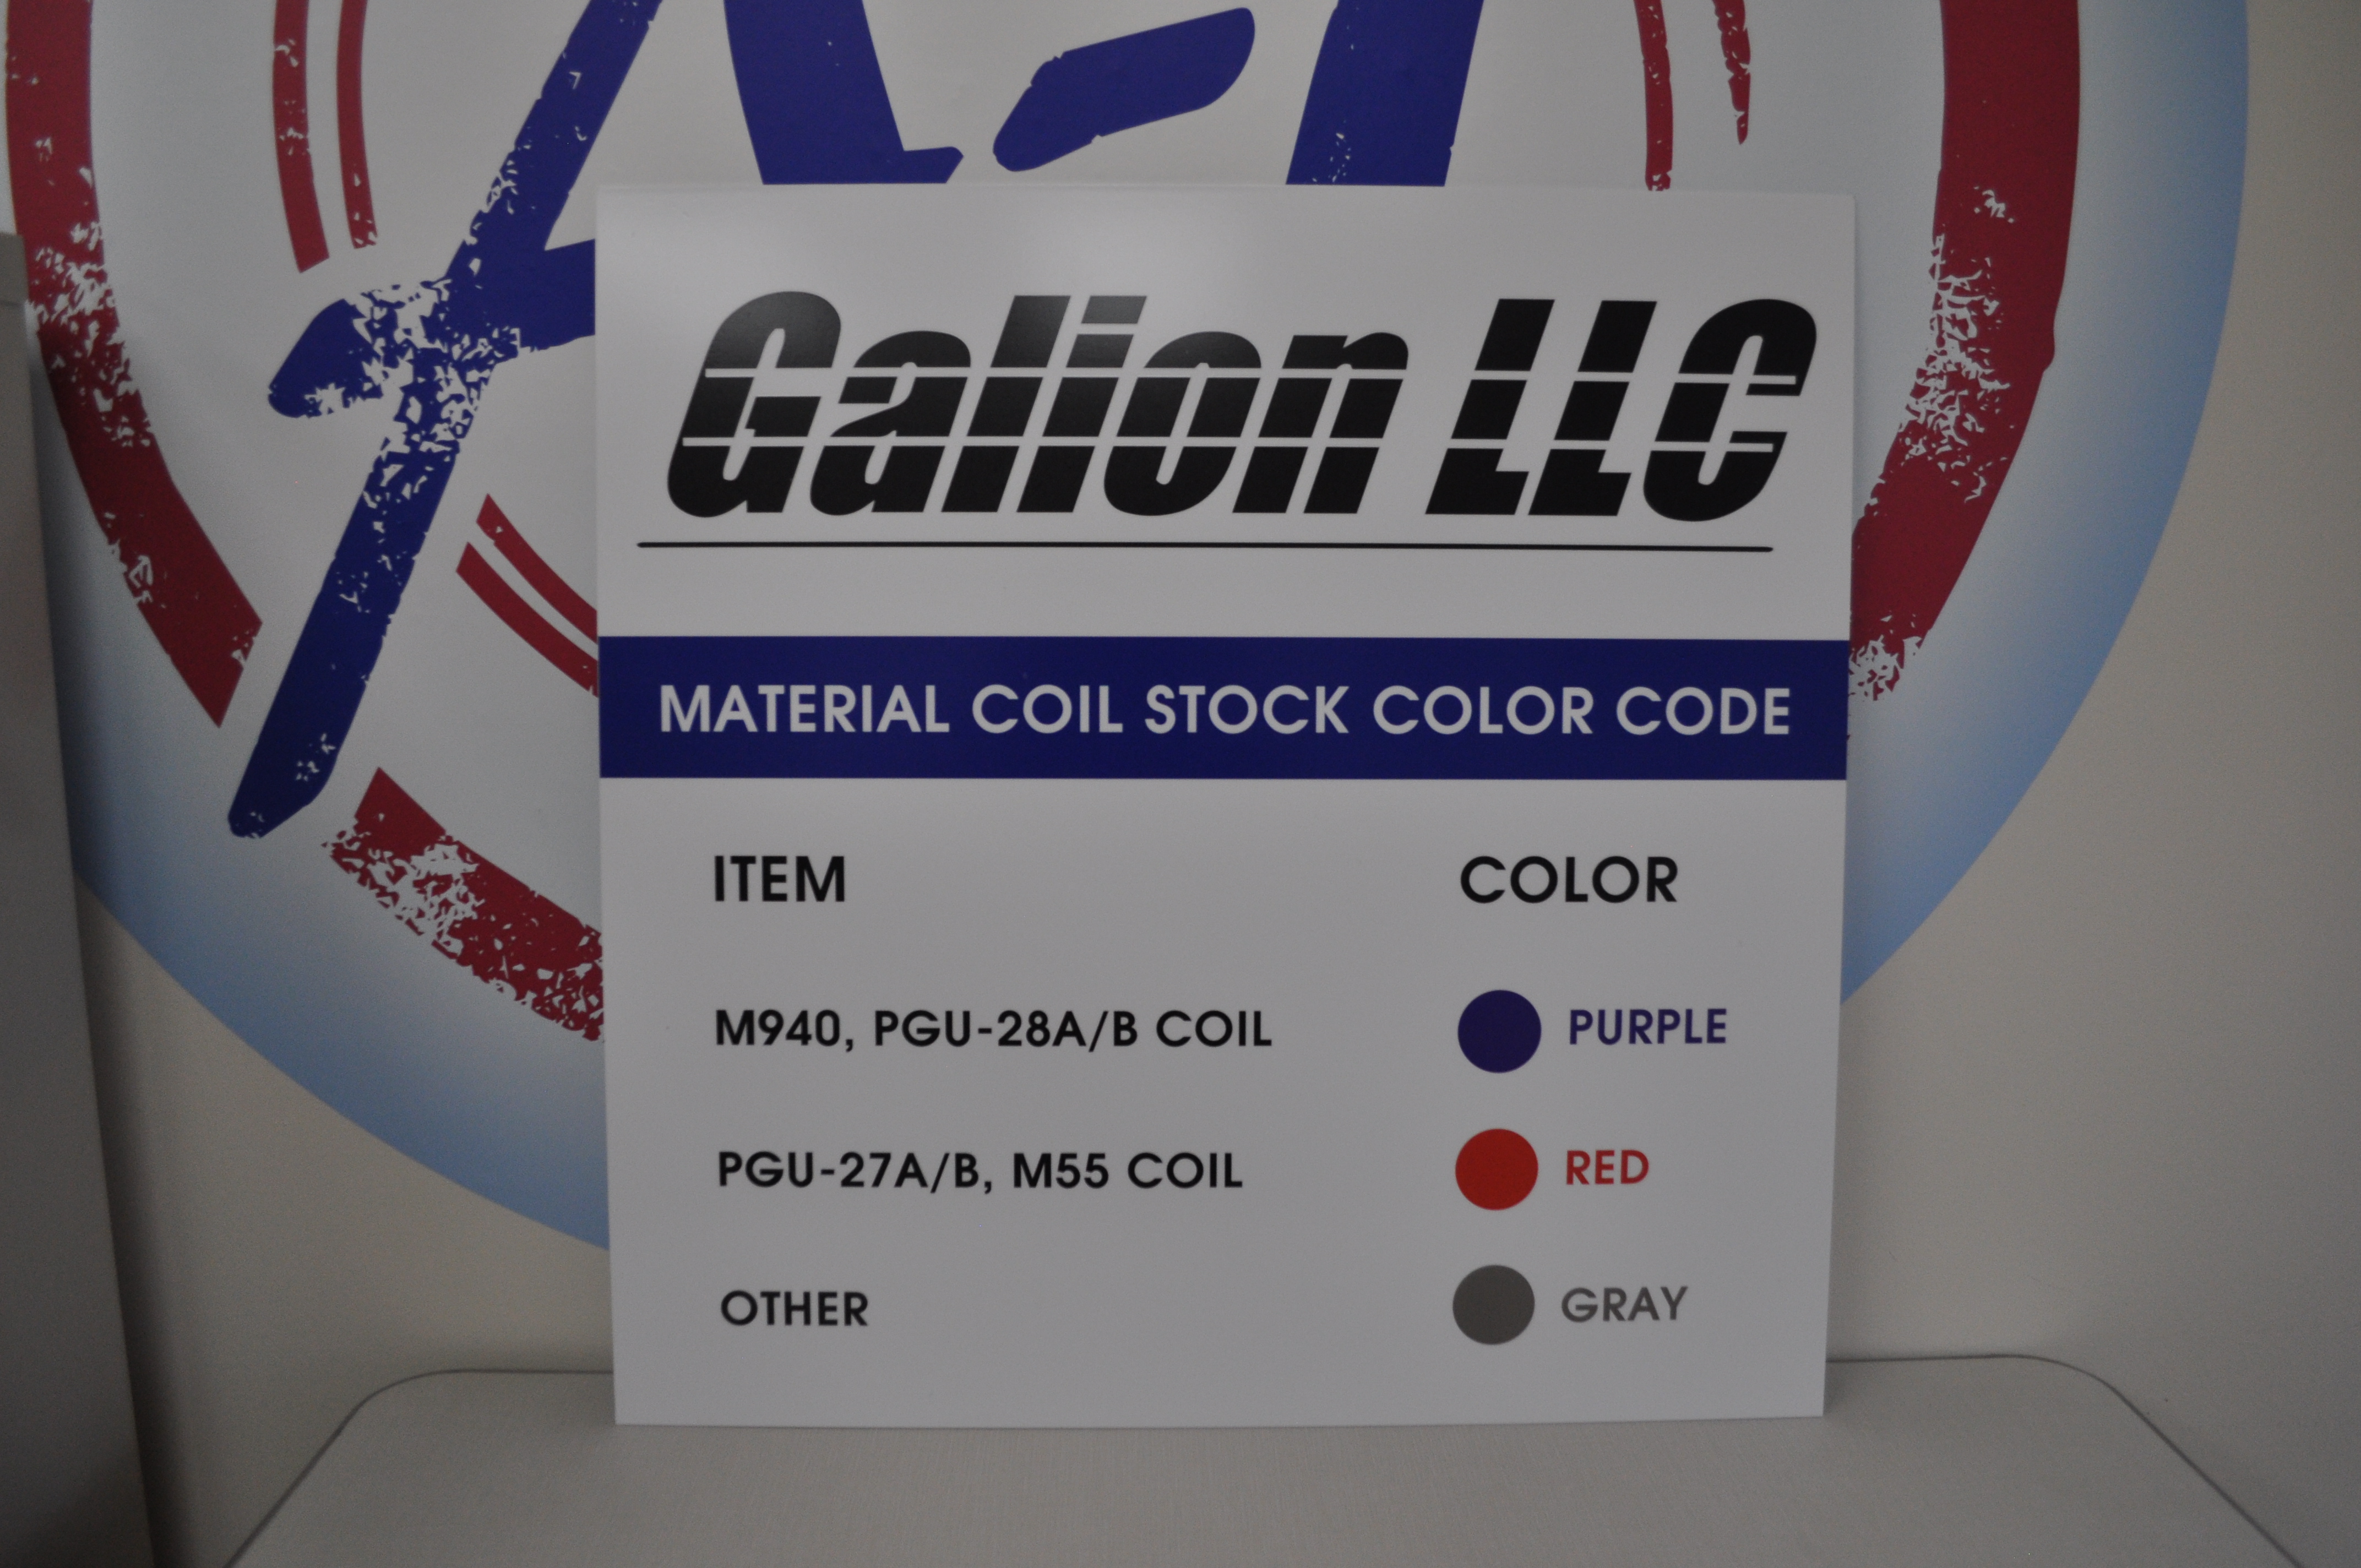 Galion LLC
MATERIAL COIL STOCK COLOR CODE
ITEM COLOR
M940, PGU-28A/B COIL PURPLE
PGU-27A/B, M55 COIL RED
OTHER GRAY